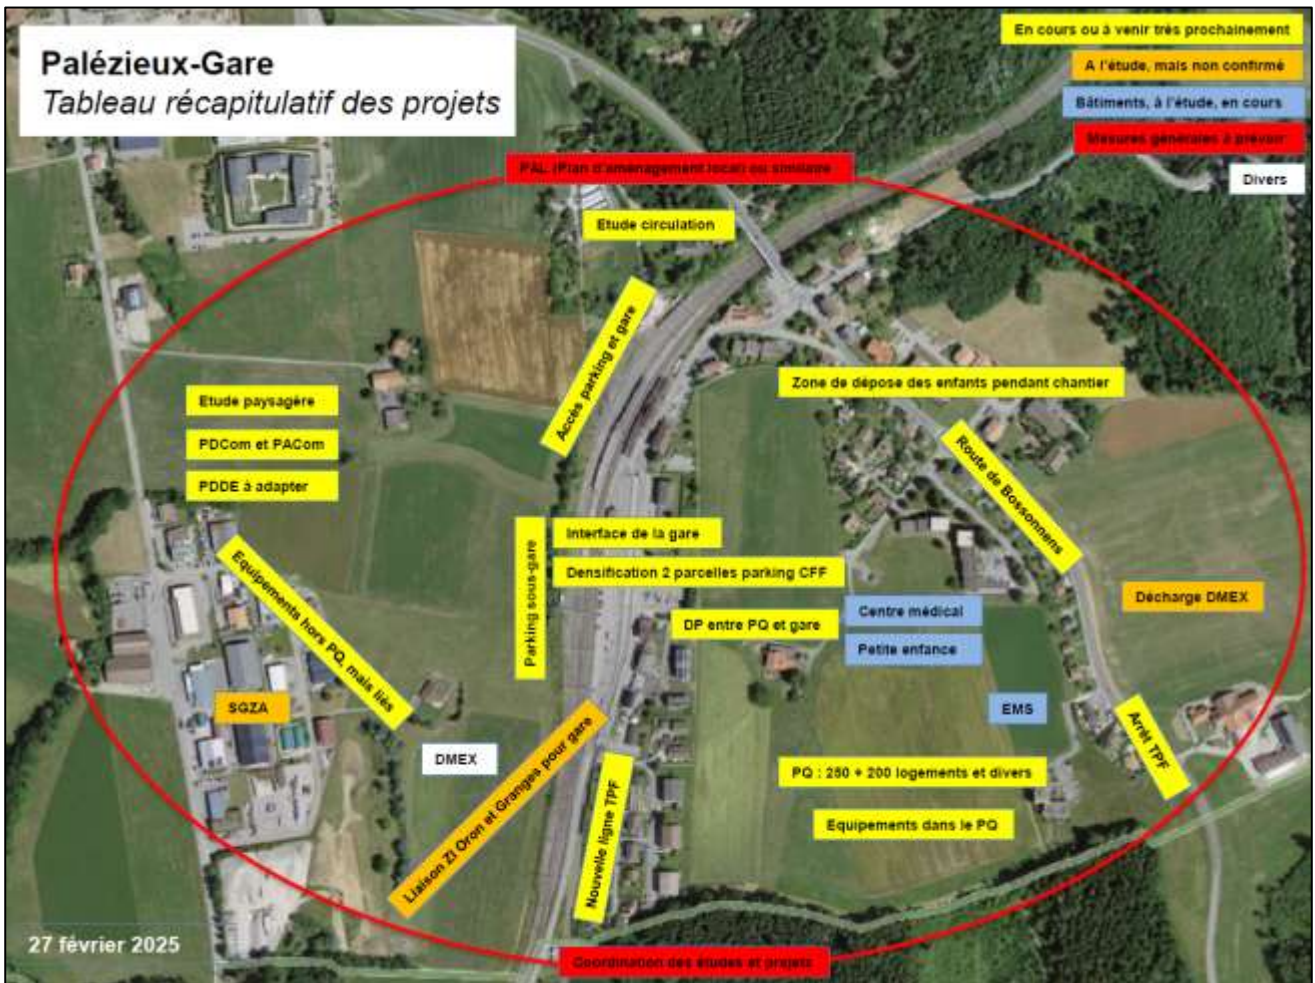 Palézieux-Gare
Tableau récapitulatif des projets
En cours ou à venir très prochainement
A l'étude, mais non confirmé
Bâtiments, à l'étude, en cours
Mesures générales à prévoir
Divers
PAL (Plan d'aménagement local) ou similaire
Etude circulation
Accès parking et gare
Zone de dépose des enfants pendant chantier
Etude paysagère
PDCom et PACom
PDDE à adapter
Route de Bossonnens
Interface de la gare
Parking sous-gare
Densification 2 parcelles parking CFF
Equipements hors PQ, mais liés
Décharge DMEX
DP entre PQ et gare
Centre médical
Petite enfance
SGZA
EMS
Arrêt TPF
DMEX
Liaison ZI Oron et Granges pour gare
Nouvelle ligne TPF
PQ : 250 + 200 logements et divers
Equipements dans le PQ
27 février 2025
Coordination des études et projets